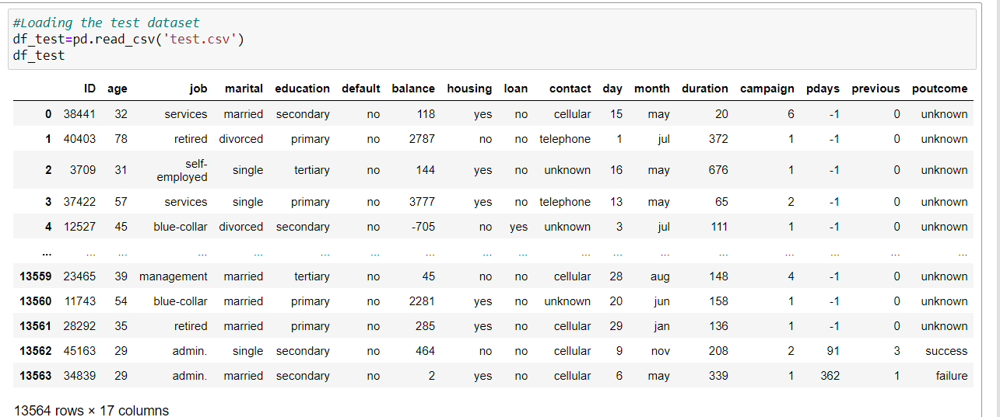 #Loading the test dataset
df_test=pd.read_csv('test.csv')
df_test
ID age job marital education default balance housing loan contact day month duration campaign pdays previous poutcome
0 38441 32 services married secondary no 118 yes no cellular 15 may 20 6 -1 0 unknown
1 40403 78 retired divorced primary no 2787 no no telephone 1 jul 372 1 -1 0 unknown
2 3709 31 self-
employed single tertiary no 144 yes no unknown 16 may 676 1 -1 0 unknown
3 37422 57 services single primary no 3777 yes no telephone 13 may 65 2 -1 0 unknown
4 12527 45 blue-collar divorced secondary no -705 no yes unknown 3 jul 111 1 -1 0 unknown
... ... ... ... ... ... ... ... ... ... ... ... ... ... ... ... ... ...
13559 23465 39 management married tertiary no 45 no no cellular 28 aug 148 4 -1 0 unknown
13560 11743 54 blue-collar married primary no 2281 yes no unknown 20 jun 158 1 -1 0 unknown
13561 28292 35 retired married primary no 285 yes no cellular 29 jan 136 1 -1 0 unknown
13562 45163 29 admin. single secondary no 464 no no cellular 9 nov 208 2 91 3 success
13563 34839 29 admin. married secondary no 2 yes no cellular 6 may 339 1 362 1 failure
13564 rows × 17 columns